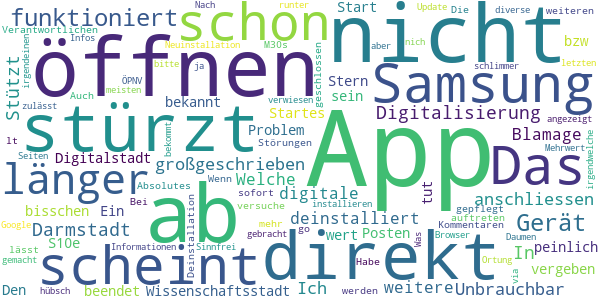 Nach runter Start Update Die diverse weiteren
funktioniert schon nicht
Verantwortlichen Infos Neuinstallation M30s aber bzw
irgendeinen bitte ja geschlossen schlimmer letzten
Stützt öffnen ÖPNV Stern Samsung
Auch meisten verwiesen sein
zulässt bekannt Startes Digitalisierung angezeigt
stürzt App Problem Blamage
lt Störungen Das Mehrwert irgendwelche
Seiten Digitalstadt bekommt großgeschrieben
länger Wenn Welche tut anschliessen
Absolutes sofort digitale gepflegt
bisschen Ein ab versuche installieren auftreten Gerät
Bei Deinstallation deinstalliert Kommentaren
Darmstadt mehr wert Posten Was Browser Daumen
Google S10e gebracht go In peinlich
lässt Informationen Sinnfrei Habe direkt Ortung
gemacht scheint via vergeben
Den hübsch beendet Wissenschaftsstadt Ich werden weitere Unbrauchbar